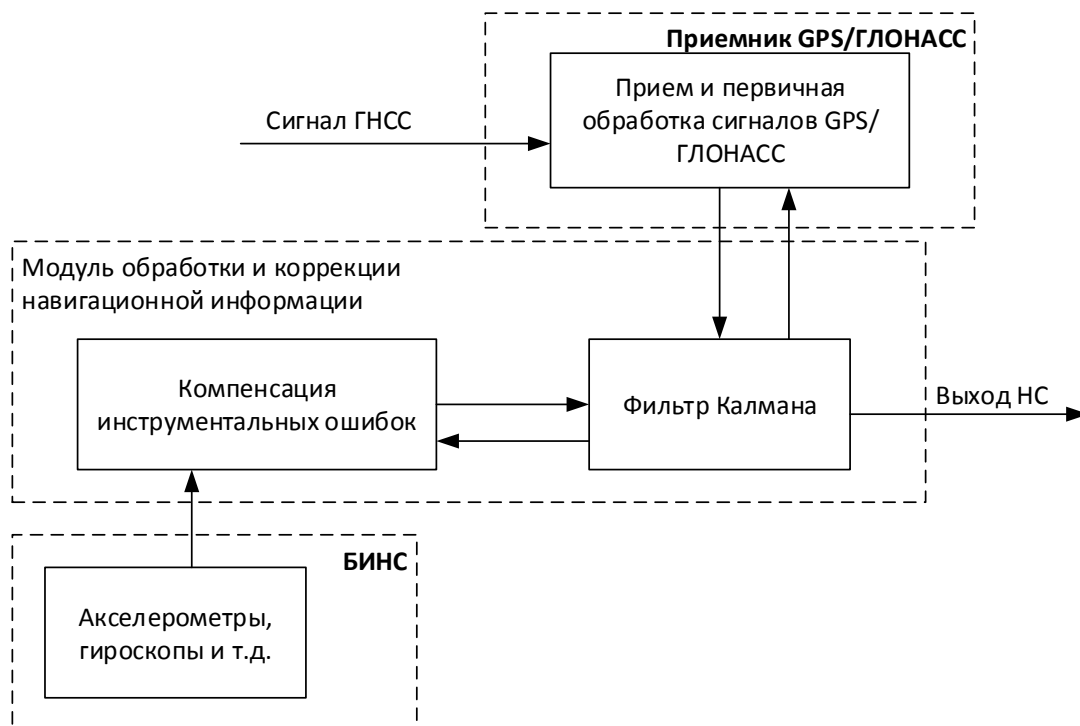 Приемник GPS/ГЛОНАСС
Прием и первичная
обработка сигналов GPS/
ГЛОНАСС
Сигнал ГНСС
Модуль обработки и коррекции
навигационной информации
Компенсация
инструментальных ошибок
Фильтр Калмана
Выход НС
БИНС
Акселерометры,
гироскопы и т.д.